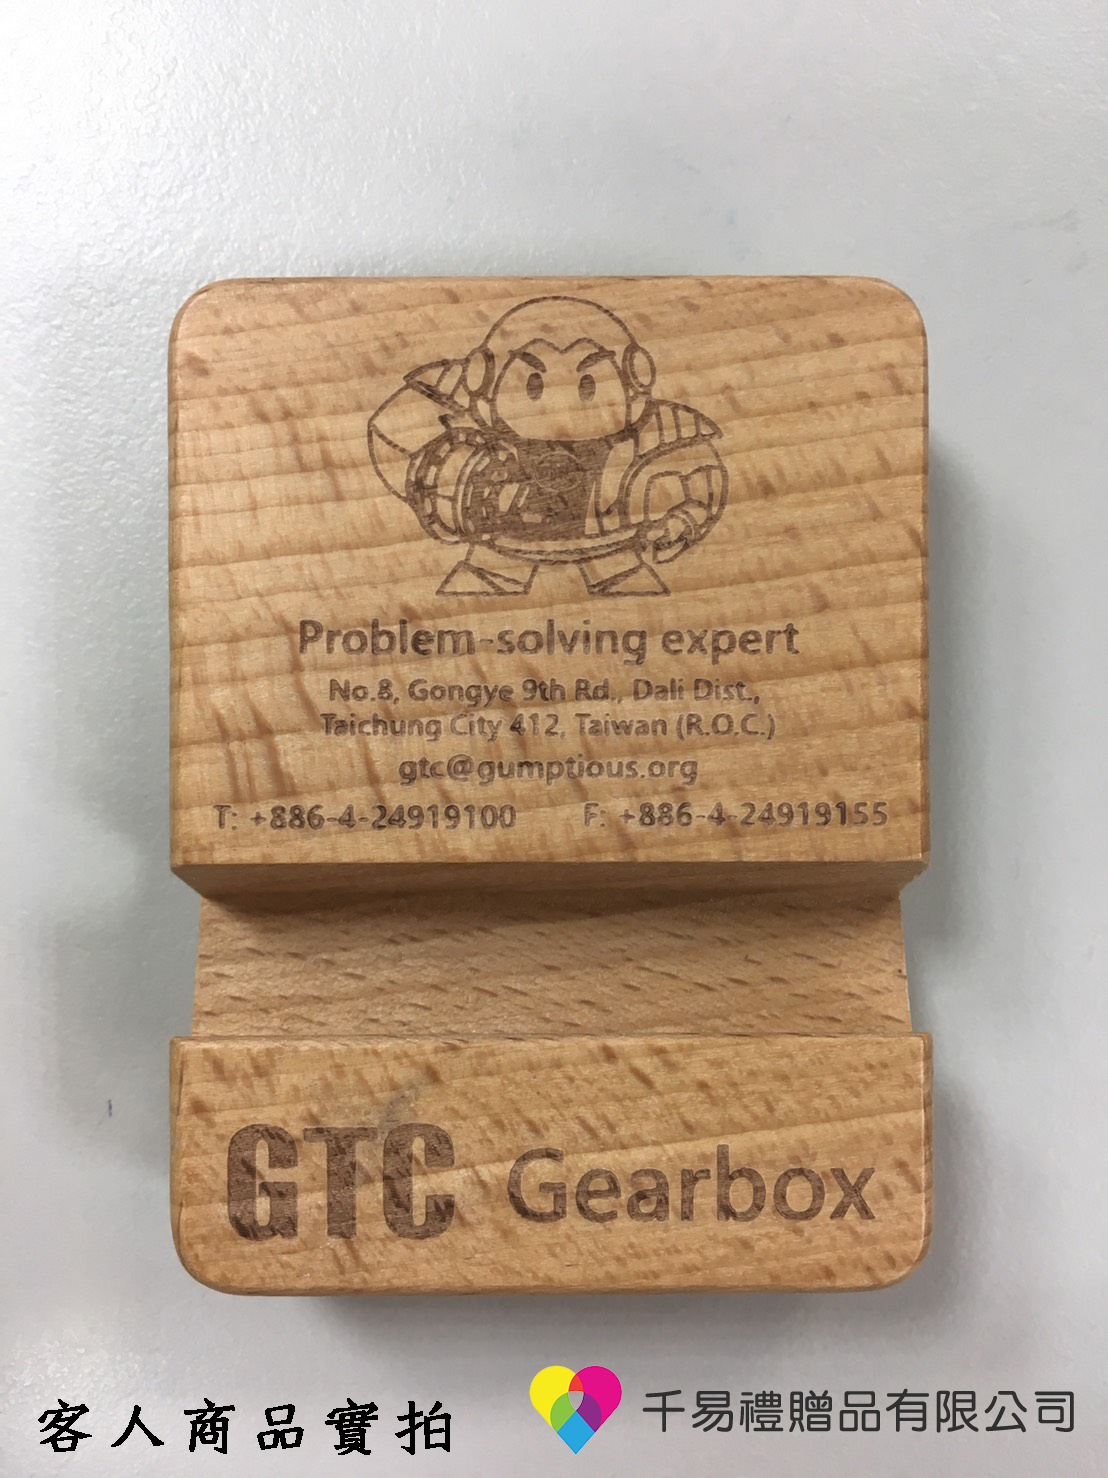 Problem-solving expert
No.8, Gongye 9th Rd., Dali Dist.,
Taichung City 412, Taiwan (R.O.C.)
gtc@gumptious.org
T: +886-4-24919100 F: +886-4-24919155
GTC Gearbox
客人商品實拍 千易禮贈品有限公司